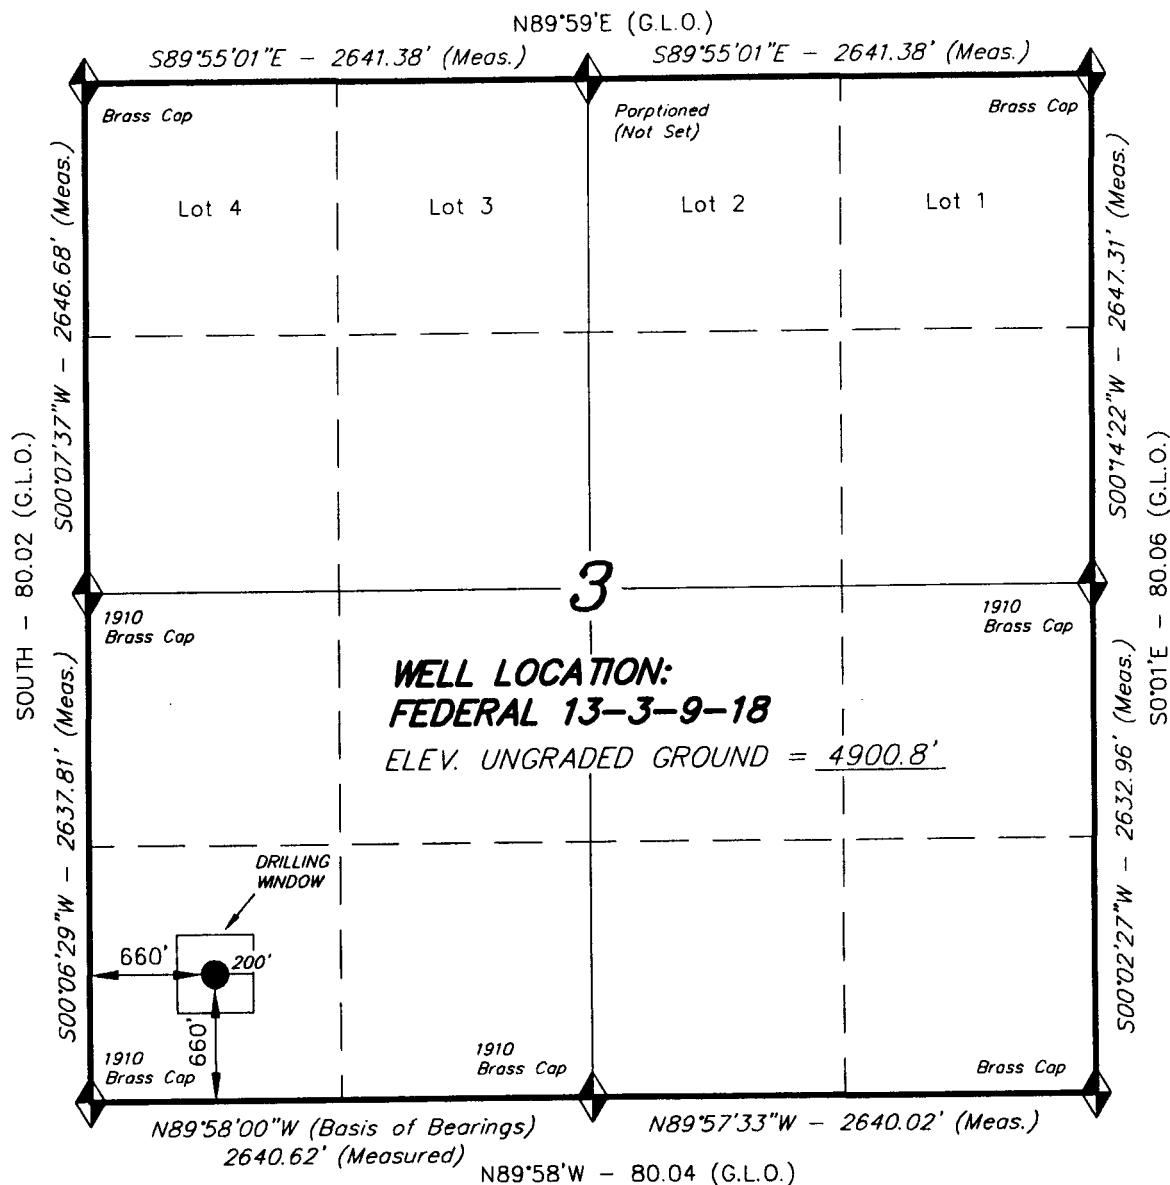 N89°59'E (G.L.O.)
S89°55'01"E - 2641.38' (Meas.)
S89°55'01"E - 2641.38' (Meas.)
Brass Cap
Porptioned
(Not Set)
Brass Cap
Lot 4
Lot 3
Lot 2
Lot 1
S00°07'37"W - 2646.68' (Meas.)
S00°14'22"W - 2647.31' (Meas.)
SOUTH - 80.02 (G.L.O.)
S0°01'E - 80.06 (G.L.O.)
3
1910
Brass Cap
1910
Brass Cap
WELL LOCATION:
FEDERAL 13-3-9-18
ELEV. UNGRADED GROUND = 4900.8'
S00°06'29"W - 2637.81' (Meas.)
S00°02'27"W - 2632.96' (Meas.)
DRILLING
WINDOW
660'
200'
660'
1910
Brass Cap
1910
Brass Cap
Brass Cap
N89°58'00"W (Basis of Bearings)
2640.62' (Measured)
N89°57'33"W - 2640.02' (Meas.)
N89°58'W - 80.04 (G.L.O.)